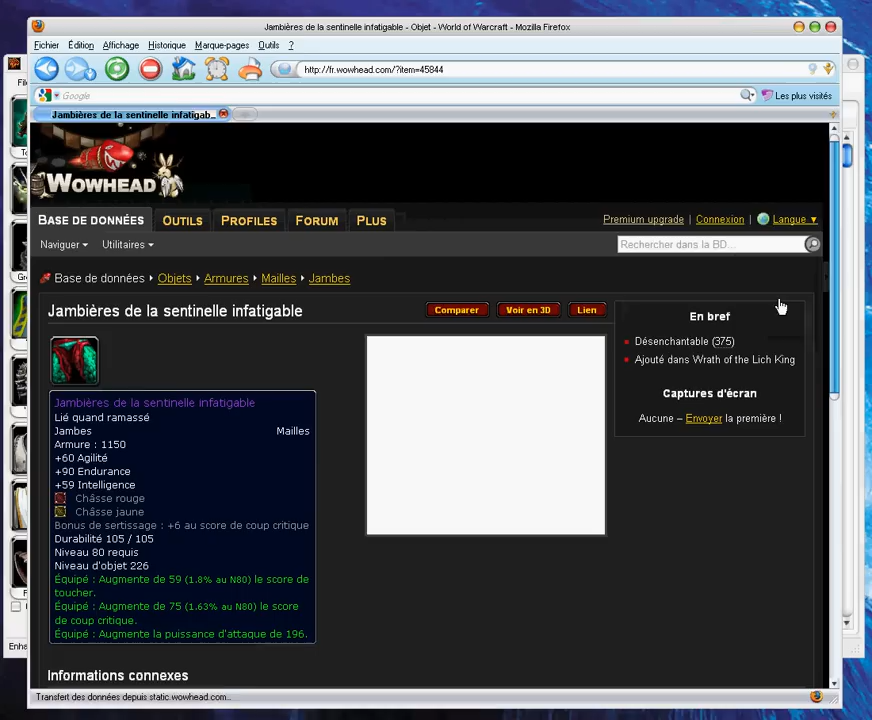 Jambières de la sentinelle infatigable - Objet - World of Warcraft - Mozilla Firefox
Fichier Édition Affichage Historique Marque-pages Outils ?
http://fr.wowhead.com/?item=45844
Google
Les plus visités
Jambières de la sentinelle infatigab...
WOWHEAD
BASE DE DONNÉES OUTILS PROFILES FORUM PLUS
Premium upgrade | Connexion | Langue
Naviguer Utilitaires
Rechercher dans la BD...
Base de données Objets Armures Mailles Jambes
Jambières de la sentinelle infatigable
Comparer Voir en 3D Lien
En bref
Désenchantable (375)
Ajouté dans Wrath of the Lich King
Captures d'écran
Aucune – Envoyer la première !
Jambières de la sentinelle infatigable
Lié quand ramassé
Jambes Mailles
Armure : 1150
+60 Agilité
+90 Endurance
+59 Intelligence
Châsse rouge
Châsse jaune
Bonus de sertissage : +6 au score de coup critique
Durabilité 105 / 105
Niveau 80 requis
Niveau d'objet 226
Équipé : Augmente de 59 (1.8% au N80) le score de
toucher.
Équipé : Augmente de 75 (1.63% au N80) le score
de coup critique.
Équipé : Augmente la puissance d'attaque de 196.
Informations connexes
Transfert des données depuis static.wowhead.com...